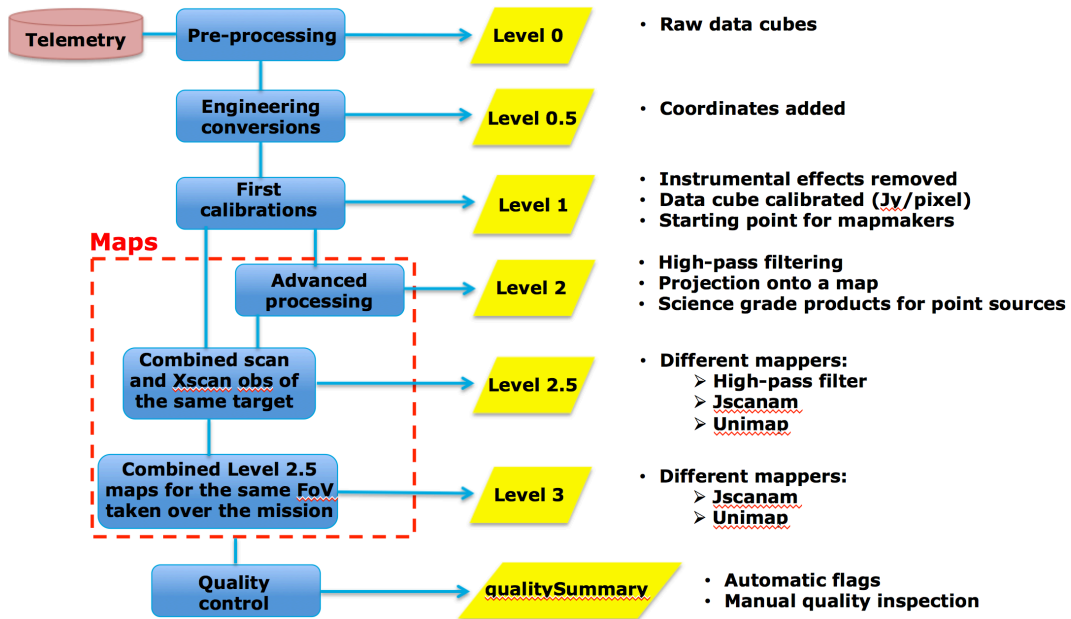 Telemetry
Pre-processing
Level 0
• Raw data cubes
Engineering
conversions
Level 0.5
• Coordinates added
First
calibrations
Level 1
• Instrumental effects removed
• Data cube calibrated (Jy/pixel)
• Starting point for mapmakers
Maps
Advanced
processing
Level 2
• High-pass filtering
• Projection onto a map
• Science grade products for point sources
Combined scan
and Xscan obs of
the same target
Level 2.5
• Different mappers:
➢ High-pass filter
➢ Jscanam
➢ Unimap
Combined Level 2.5
maps for the same FoV
taken over the mission
Level 3
• Different mappers:
➢ Jscanam
➢ Unimap
Quality
control
qualitySummary
• Automatic flags
• Manual quality inspection